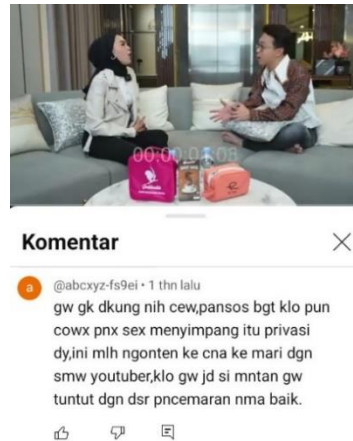 00:00:01:03
Komentar
a
@abcxyz-fs9ei • 1 thn lalu
gw gk dkung nih cew,pansos bgt klo pun
cowx pnx sex menyimpang itu privasi
dy,ini mlh ngonten ke cna ke mari dgn
smw youtuber,klo gw jd si mntan gw
tuntut dgn dsr pncemaran nma baik.